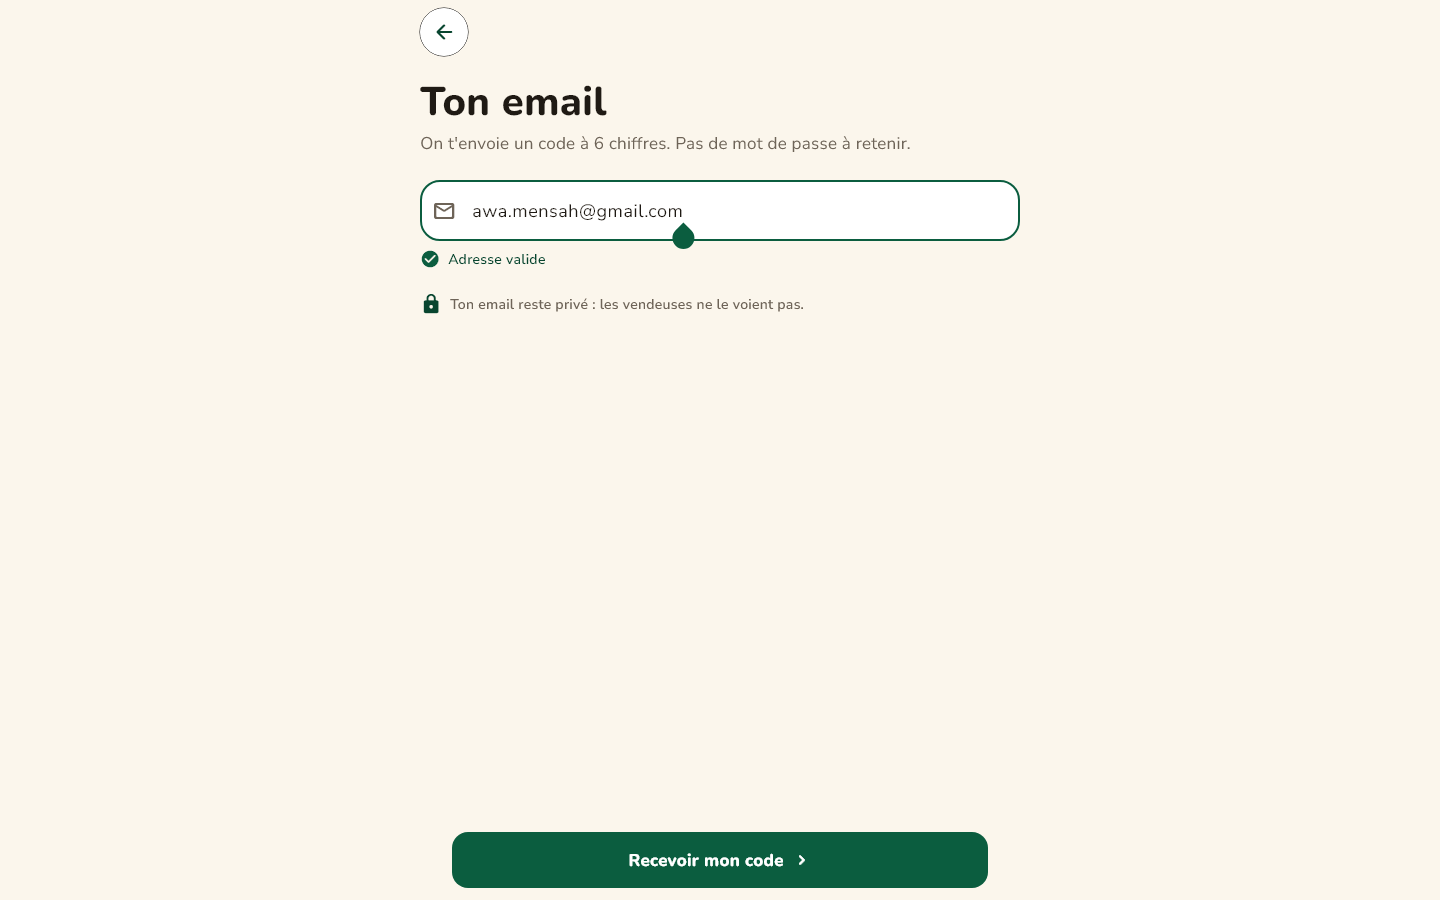 Ton email
On t'envoie un code à 6 chiffres. Pas de mot de passe à retenir.
awa.mensah@gmail.com
Adresse valide
Ton email reste privé : les vendeuses ne le voient pas.
Recevoir mon code